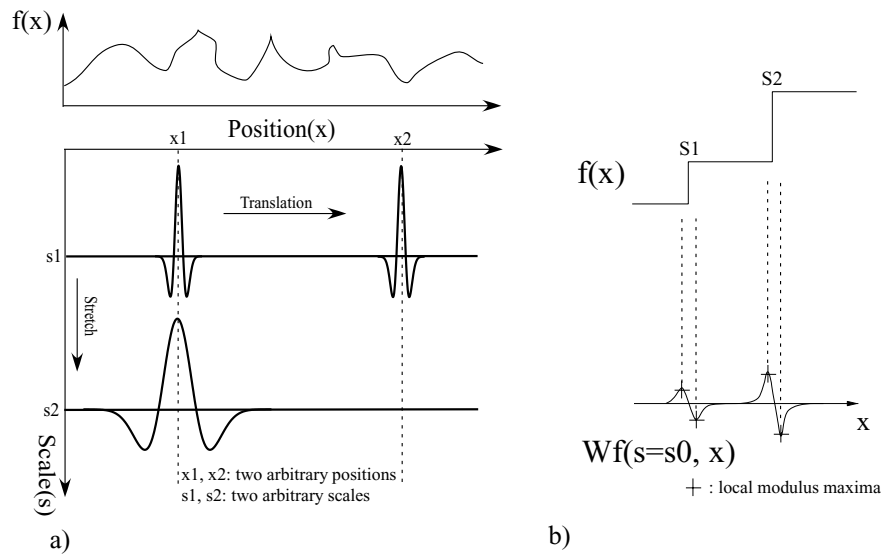 f(x)
Position(x)
x1
x2
Translation
s1
Stretch
s2
Scale(s)
x1, x2: two arbitrary positions
s1, s2: two arbitrary scales
a)
S2
S1
f(x)
x
Wf(s=s0, x)
+ : local modulus maxima
b)